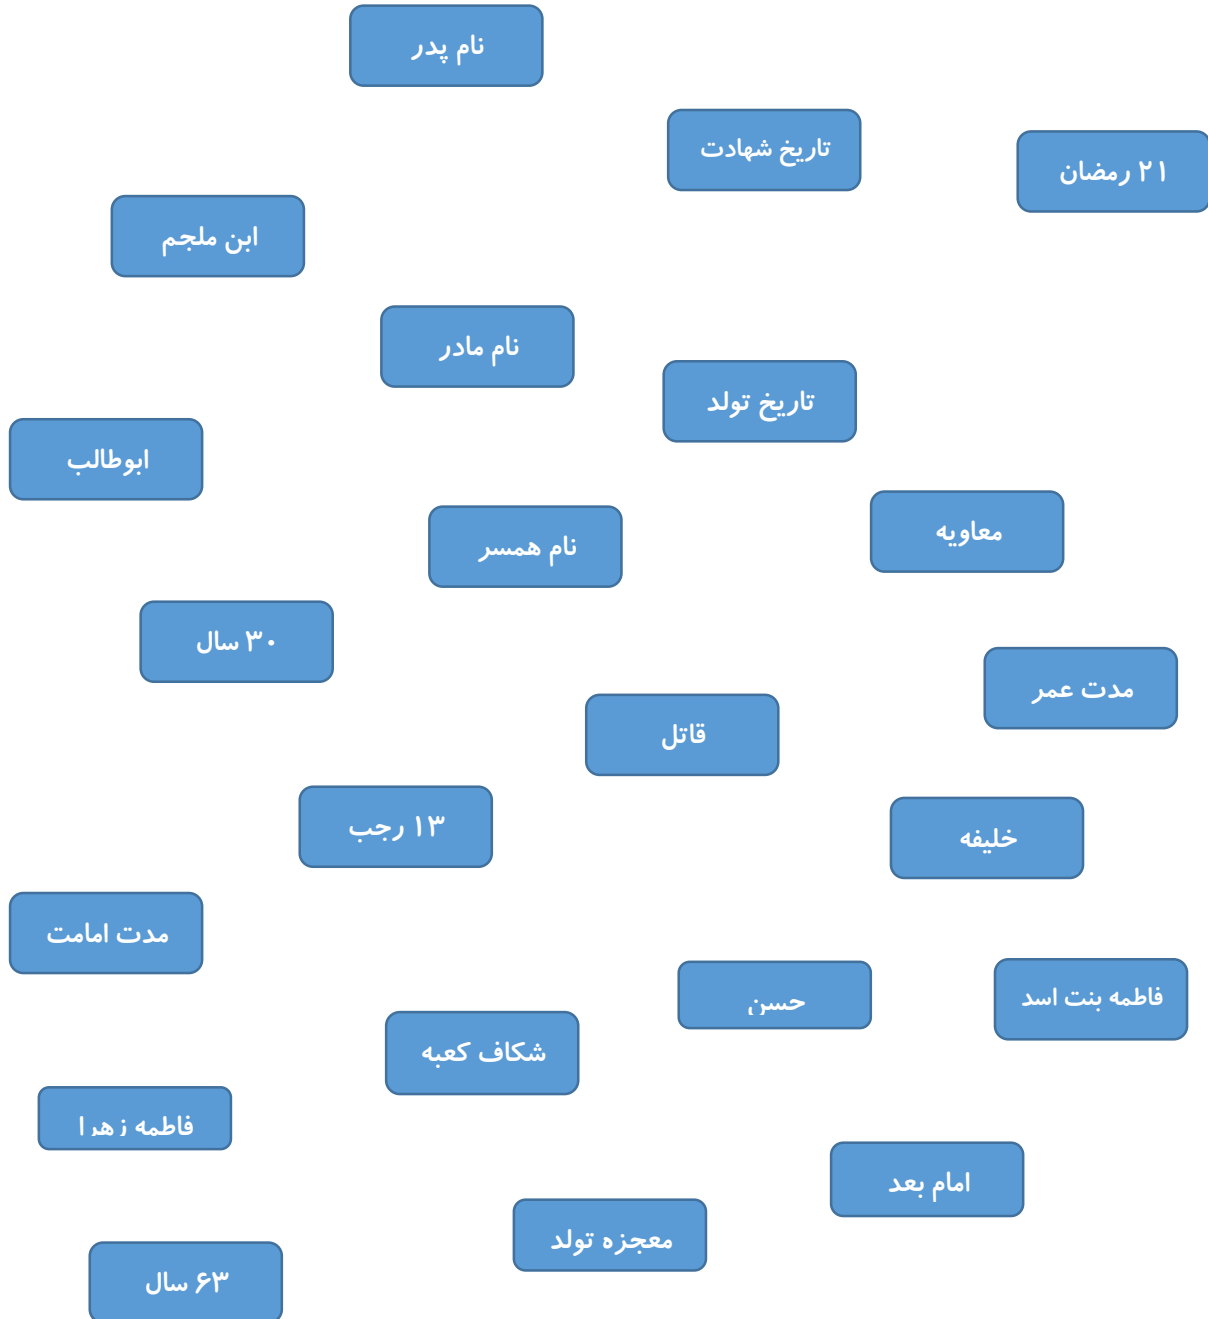 نام پدر
تاریخ شهادت
۲۱ رمضان
ابن ملجم
نام مادر
تاریخ تولد
ابوطالب
معاویه
نام همسر
۳۰ سال
مدت عمر
قاتل
۱۳ رجب
خلیفه
مدت امامت
حسن
فاطمه بنت اسد
شکاف کعبه
فاطمه زهرا
امام بعد
معجزه تولد
۶۳ سال